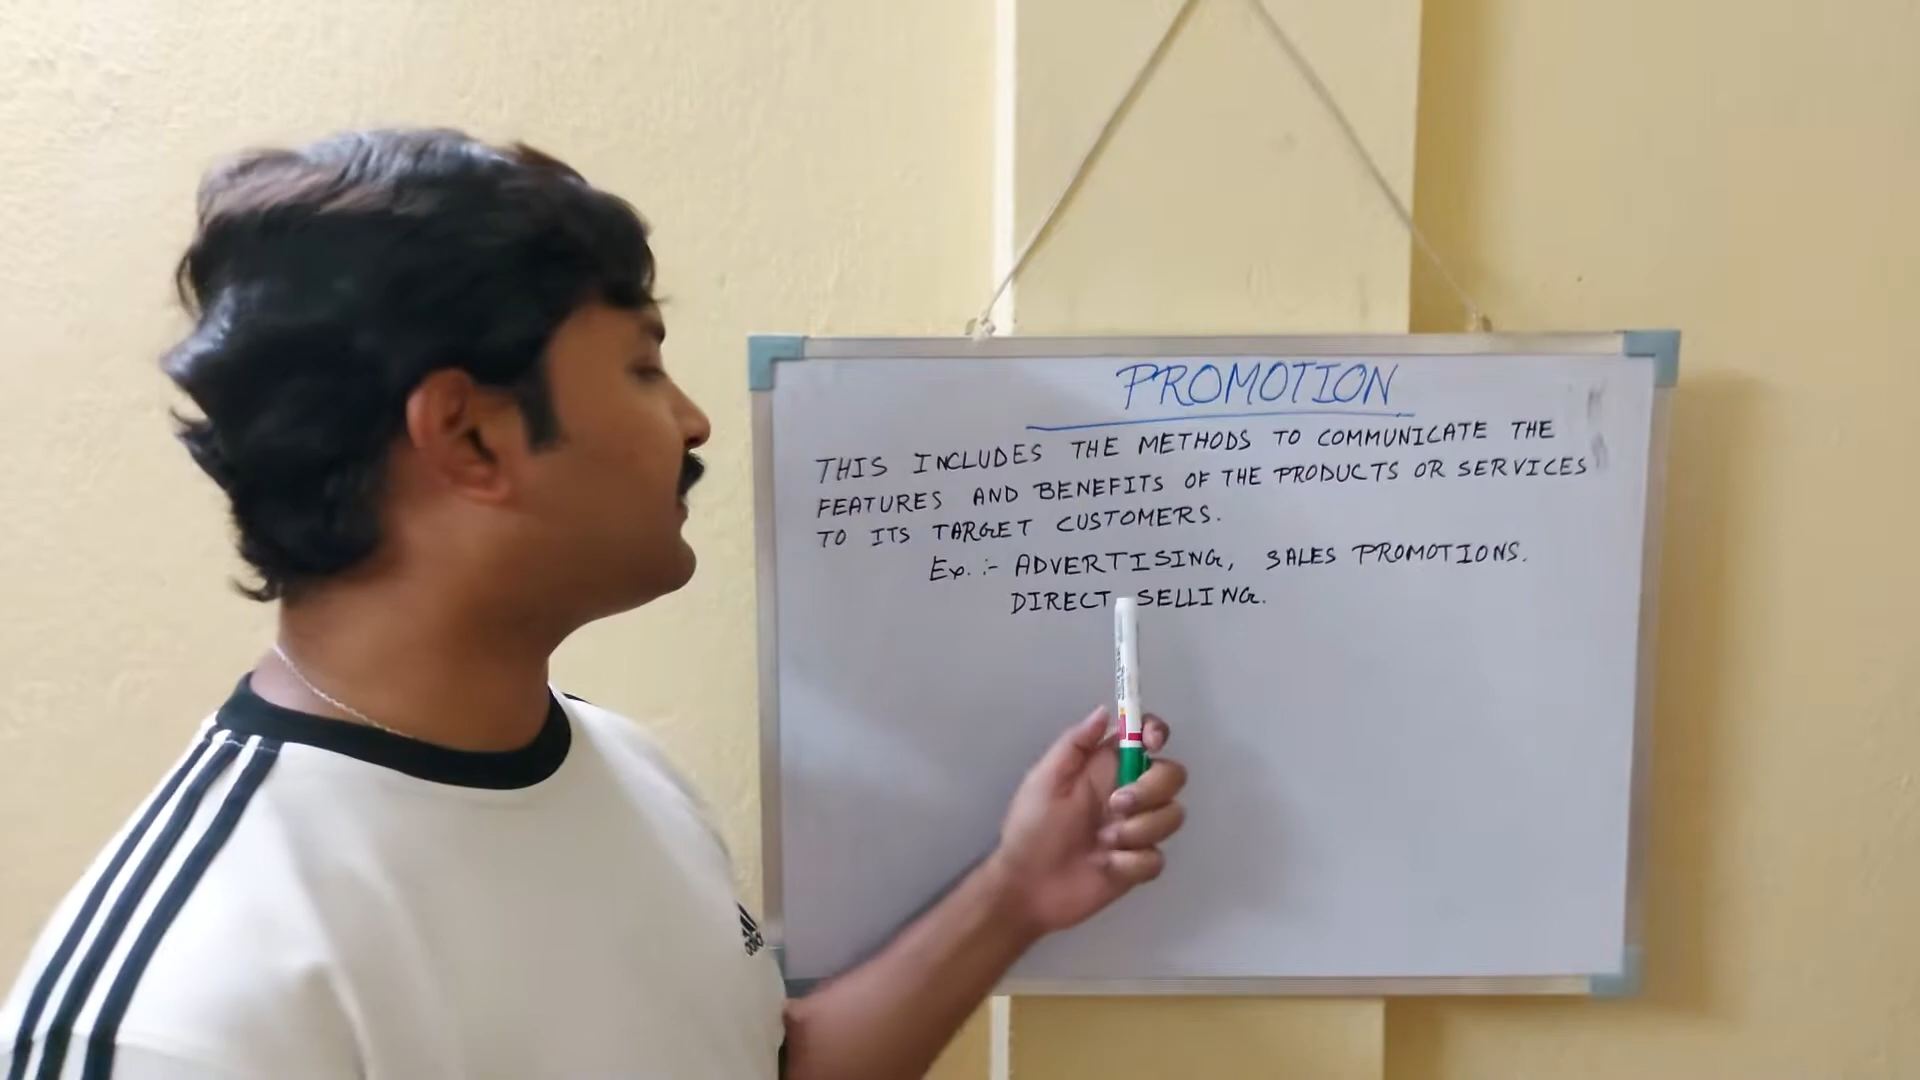 PROMOTION
THIS INCLUDES THE METHODS TO COMMUNICATE THE
FEATURES AND BENEFITS OF THE PRODUCTS OR SERVICES
TO ITS TARGET CUSTOMERS.
Ex. :- ADVERTISING, SALES PROMOTIONS.
DIRECT SELLING.